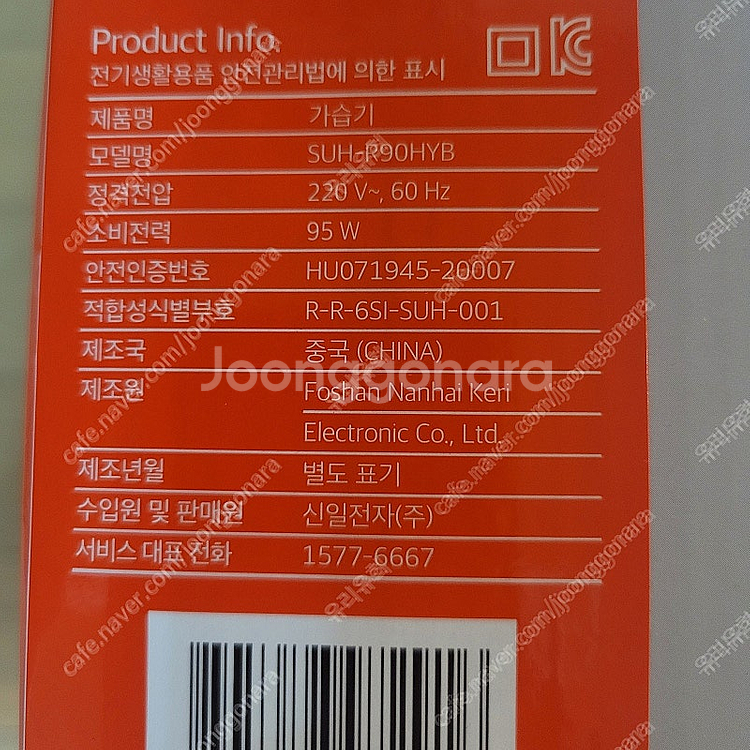 Product Info.
전기생활용품 안전관리법에 의한 표시
제품명 가습기
모델명 SUH-R90HYB
정격전압 220 V~, 60 Hz
소비전력 95 W
안전인증번호 HU071945-20007
적합성식별부호 R-R-6SI-SUH-001
제조국 중국 (CHINA)
Joonggonara
제조원 Foshan Nanhai Keri
Electronic Co., Ltd.
제조년월 별도 표기
수입원 및 판매원 신일전자(주)
서비스 대표 전화 1577-6667
cafe.naver.com/joonggonara